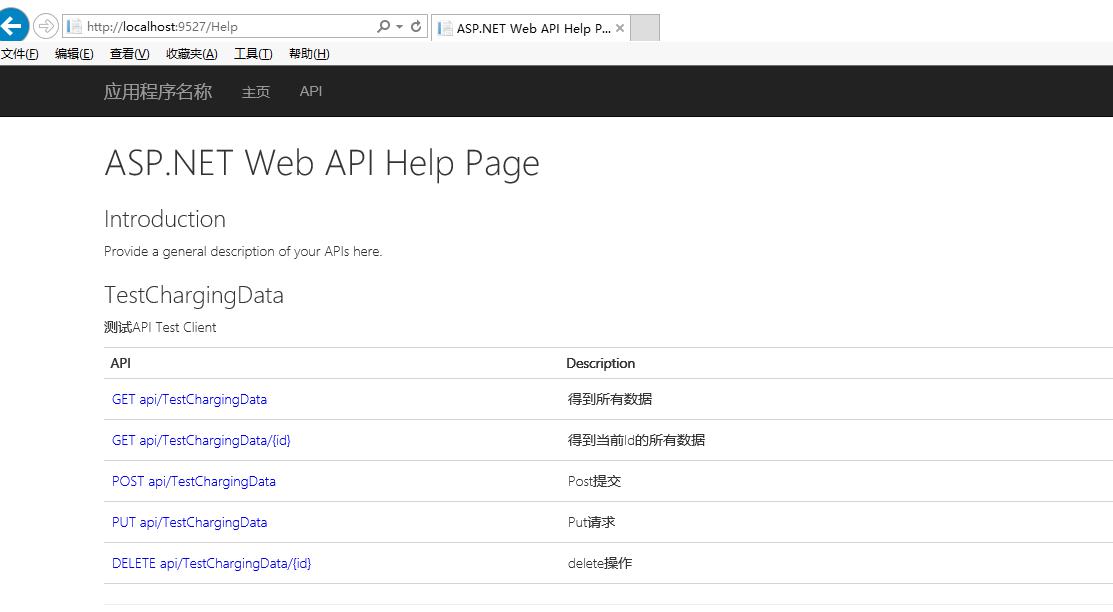 http://localhost:9527/Help
ASP.NET Web API Help P...
文件(F) 编辑(E) 查看(V) 收藏夹(A) 工具(T) 帮助(H)
应用程序名称 主页 API
ASP.NET Web API Help Page
Introduction
Provide a general description of your APIs here.
TestChargingData
测试API Test Client
API Description
GET api/TestChargingData 得到所有数据
GET api/TestChargingData/{id} 得到当前Id的所有数据
POST api/TestChargingData Post提交
PUT api/TestChargingData Put请求
DELETE api/TestChargingData/{id} delete操作